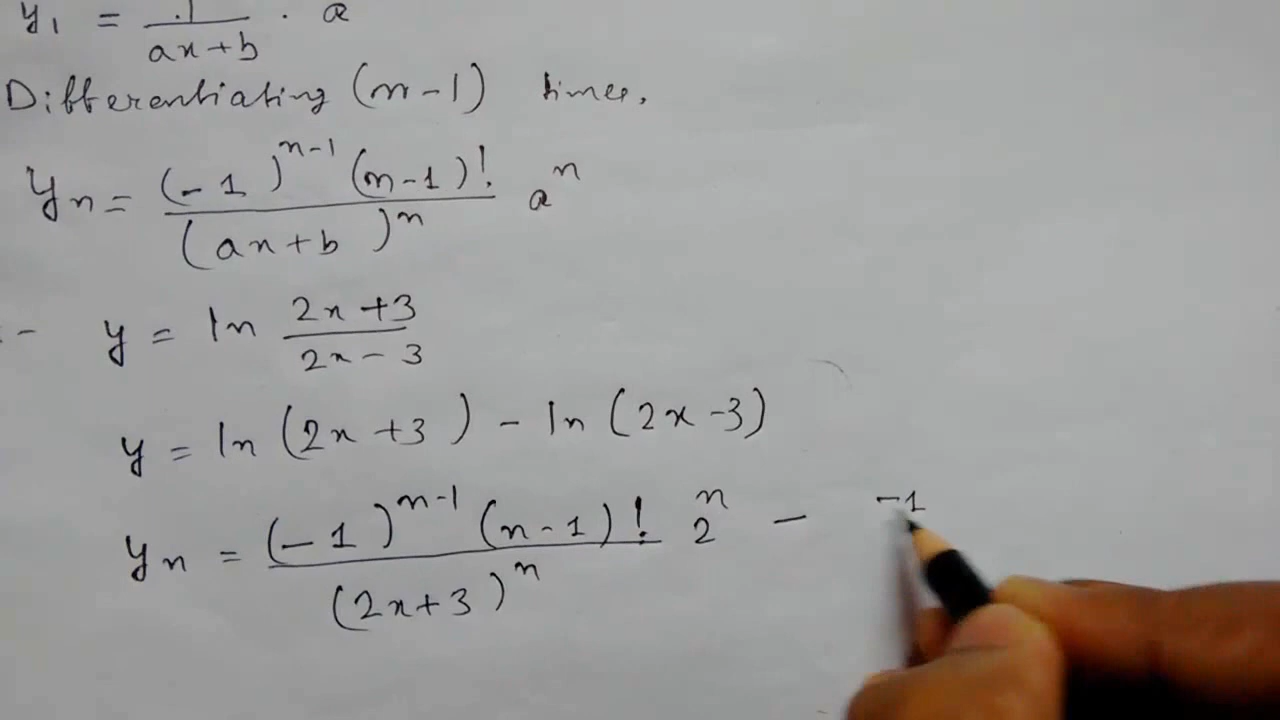 y₁ = 1/(ax+b) · a
Differentiating (n-1) times.
yₙ = (-1)ⁿ⁻¹ (n-1)! / (ax+b)ⁿ aⁿ
:- y = ln (2x+3)/(2x-3)
y = ln (2x+3) - ln (2x-3)
yₙ = (-1)ⁿ⁻¹ (n-1)! / (2x+3)ⁿ 2ⁿ - -1